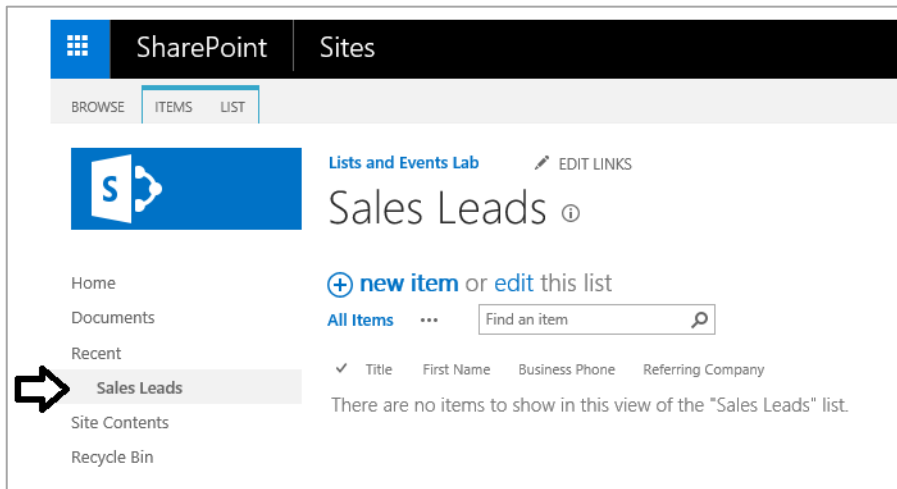 SharePoint Sites
BROWSE ITEMS LIST
S
Lists and Events Lab EDIT LINKS
Sales Leads
Home
Documents
Recent
Sales Leads
Site Contents
Recycle Bin
new item or edit this list
All Items ••• Find an item
Title First Name Business Phone Referring Company
There are no items to show in this view of the "Sales Leads" list.